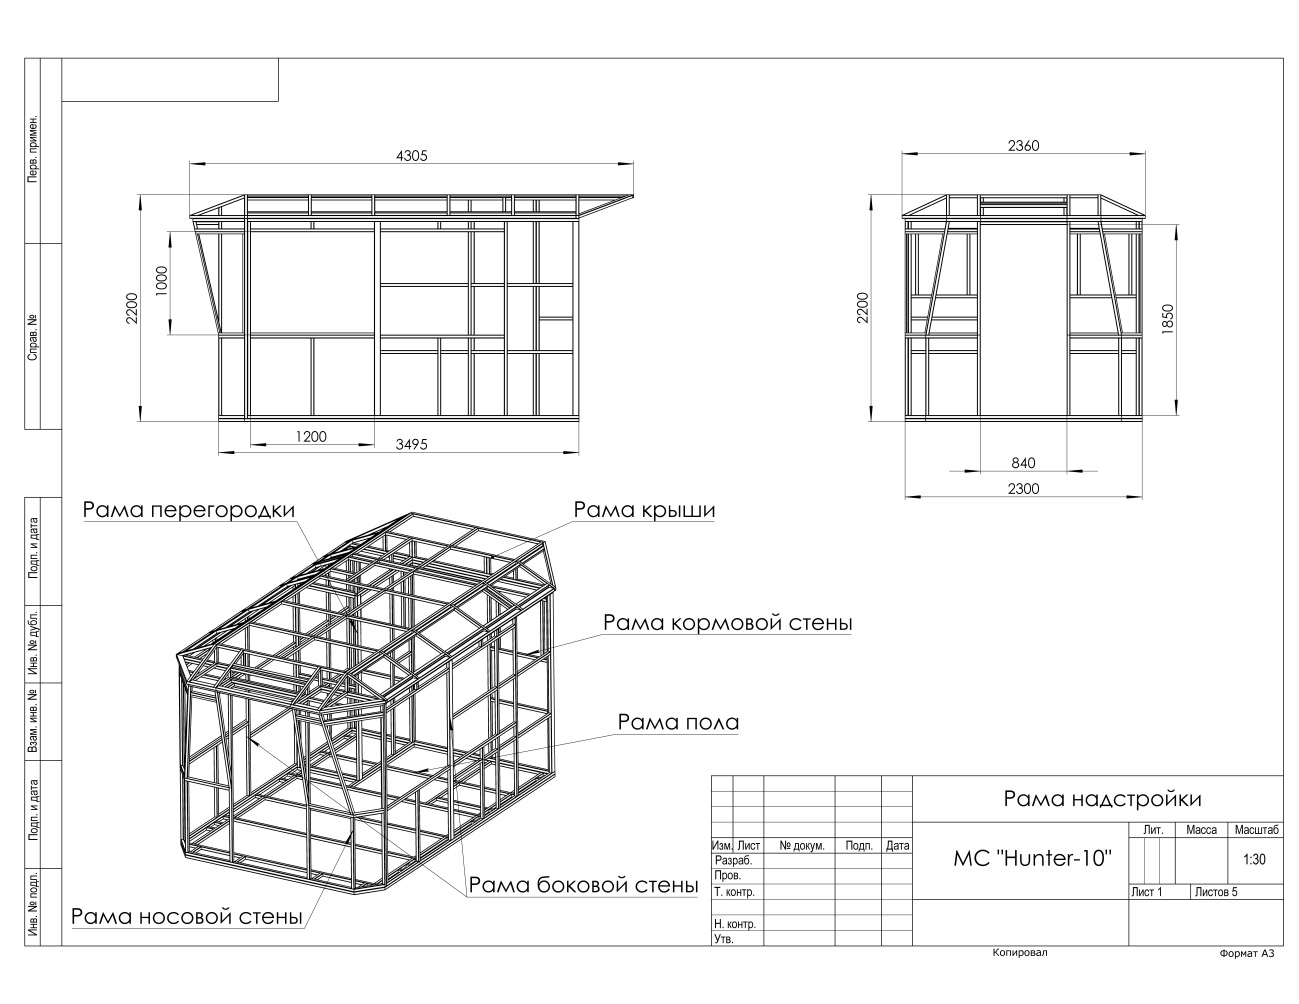 Перв. примен.
Справ. №
Подп. и дата
Инв. № дубл.
Взам. инв. №
Подп. и дата
Инв. № подл.
4305
2200
1000
1200
3495
2360
2200
1850
840
2300
Рама перегородки
Рама крыши
Рама кормовой стены
Рама пола
Рама боковой стены
Рама носовой стены
Рама надстройки
МС "Hunter-10"
Лит. Масса Масштаб
1:30
Лист 1 Листов 5
Изм. Лист № докум. Подп. Дата
Разраб.
Пров.
Т. контр.
Н. контр.
Утв.
Копировал Формат А3